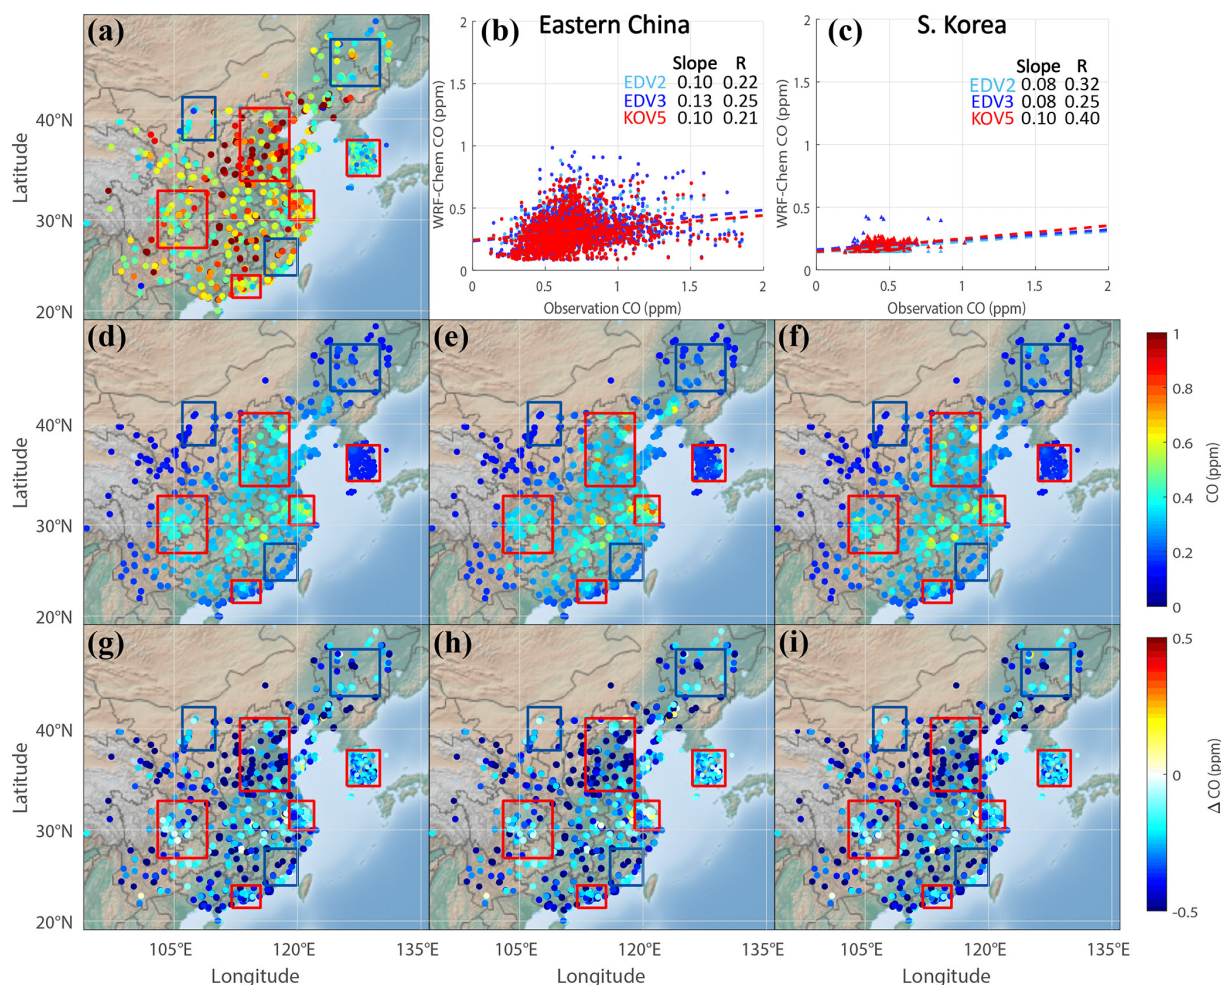 (a)
Latitude
40°N
30°N
20°N
(b)
Eastern China
Slope R
EDV2 0.10 0.22
EDV3 0.13 0.25
KOV5 0.10 0.21
WRF-Chem CO (ppm)
2
1.5
1
0.5
0
0 0.5 1 1.5 2
Observation CO (ppm)
(c)
S. Korea
Slope R
EDV2 0.08 0.32
EDV3 0.08 0.25
KOV5 0.10 0.40
WRF-Chem CO (ppm)
2
1.5
1
0.5
0
0 0.5 1 1.5 2
Observation CO (ppm)
(d)
(e)
(f)
Latitude
40°N
30°N
20°N
1
0.8
0.6
0.4
0.2
0
CO (ppm)
(g)
(h)
(i)
Latitude
40°N
30°N
20°N
0.5
0
-0.5
Δ CO (ppm)
105°E 120°E 135°E
105°E 120°E 135°E
105°E 120°E 135°E
Longitude
Longitude
Longitude